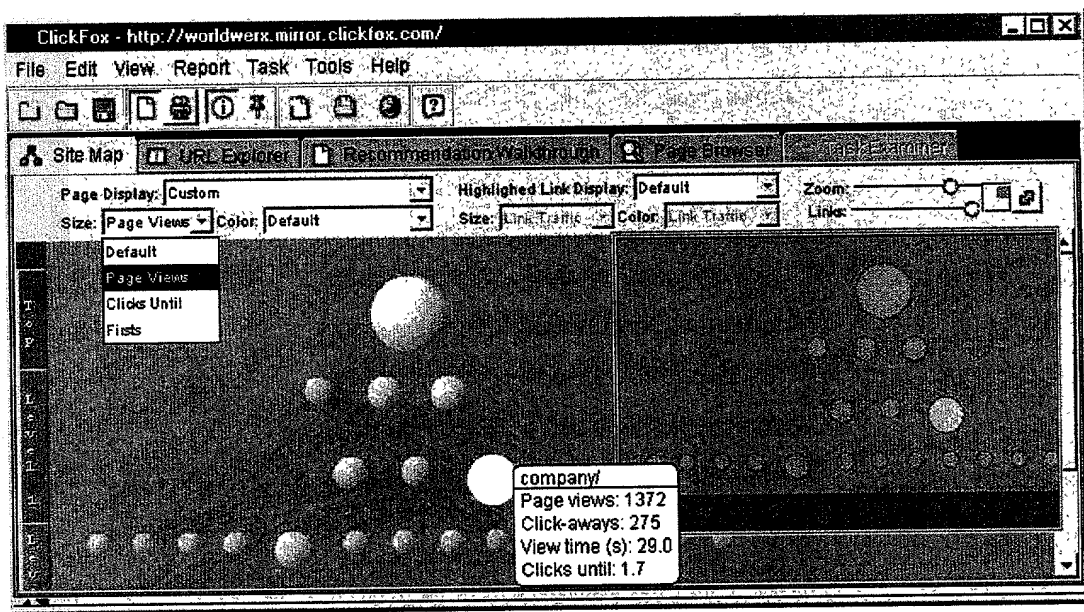 ClickFox - http://worldwerx.mirror.clickfox.com/
File Edit View Report Task Tools Help
Site Map URL Explorer Recommendation Walkthrough Page Browser Task Examiner
Page Display: Custom Highlighed Link Display: Default Zoom:
Size: Page Views Color: Default Size: Link Traffic Color: Link Traffic Links:
Default
Page Views
Clicks Until
Firsts
Top
Level 1
company/
Page views: 1372
Click-aways: 275
View time (s): 29.0
Clicks until: 1.7